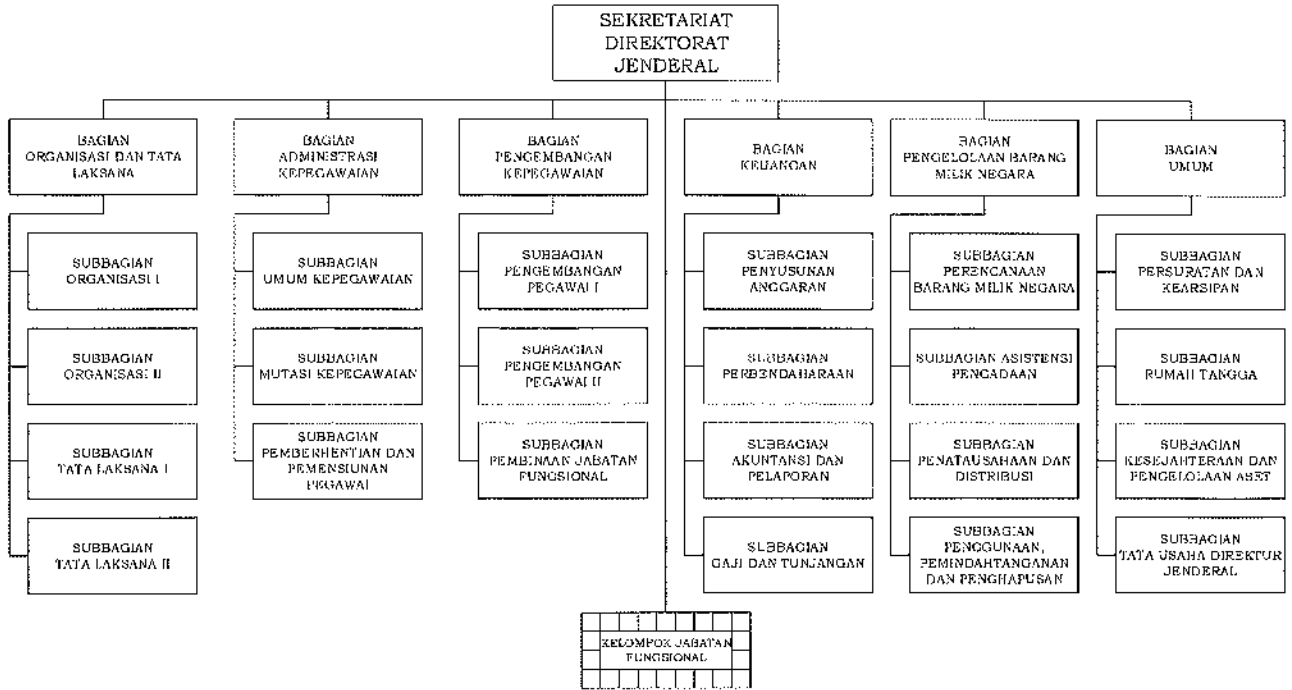 SEKRETARIAT
DIREKTORAT
JENDERAL
BAGIAN
ORGANISASI DAN TATA
LAKSANA
BAGIAN
ADMINISTRASI
KEPEGAWAIAN
BAGIAN
PENGEMBANGAN
KEPEGAWAIAN
BAGIAN
KEUANGAN
BAGIAN
PENGELOLAAN BARANG
MILIK NEGARA
BAGIAN
UMUM
SUBBAGIAN
ORGANISASI I
SUBBAGIAN
UMUM KEPEGAWAIAN
SUBBAGIAN
PENGEMBANGAN
PEGAWAI I
SUBBAGIAN
PENYUSUNAN
ANGGARAN
SUBBAGIAN
PERENCANAAN
BARANG MILIK NEGARA
SUBBAGIAN
PERSURATAN DAN
KEARSIPAN
SUBBAGIAN
ORGANISASI II
SUBBAGIAN
MUTASI KEPEGAWAIAN
SUBBAGIAN
PENGEMBANGAN
PEGAWAI II
SUBBAGIAN
PERBENDAHARAAN
SUBBAGIAN ASISTENSI
PENGADAAN
SUBBAGIAN
RUMAH TANGGA
SUBBAGIAN
TATA LAKSANA I
SUBBAGIAN
PEMBERHENTIAN DAN
PEMENSIUNAN
PEGAWAI
SUBBAGIAN
PEMBINAAN JABATAN
FUNGSIONAL
SUBBAGIAN
AKUNTANSI DAN
PELAPORAN
SUBBAGIAN
PENATAUSAHAAN DAN
DISTRIBUSI
SUBBAGIAN
KESEJAHTERAAN DAN
PENGELOLAAN ASET
SUBBAGIAN
TATA LAKSANA II
SUBBAGIAN
GAJI DAN TUNJANGAN
SUBBAGIAN
PENGGUNAAN,
PEMINDAHTANGANAN
DAN PENGHAPUSAN
SUBBAGIAN
TATA USAHA DIREKTUR
JENDERAL
KELOMPOK JABATAN
FUNGSIONAL